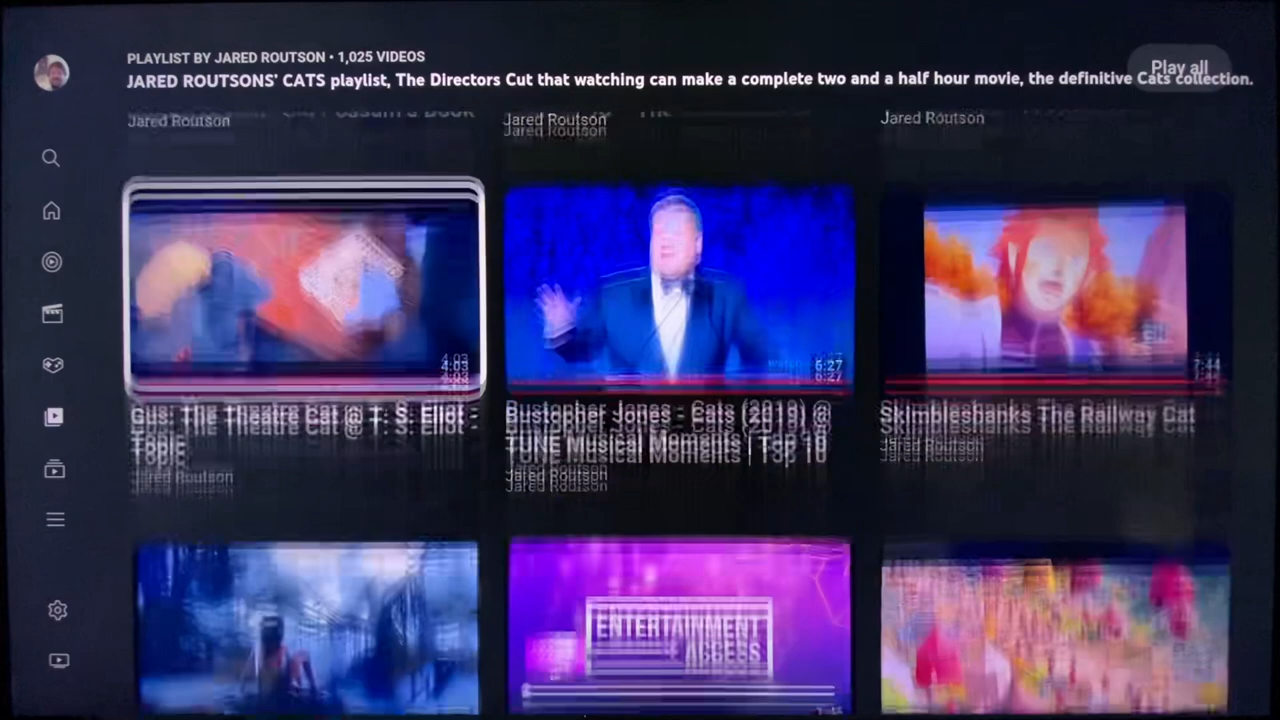 PLAYLIST BY JARED ROUTSON • 1,025 VIDEOS
JARED ROUTSONS' CATS playlist, The Directors Cut that watching can make a complete two and a half hour movie, the definitive Cats collection.
Play all
Jared Routson
Jared Routson
Jared Routson
4:03
6:27
7:44
Gus: The Theatre Cat @ T. S. Eliot -
Topic
Jared Routson
Bustopher Jones - Cats (2019) @
TUNE Musical Moments | Top 10
Jared Routson
Skimbleshanks The Railway Cat
Jared Routson
ENTERTAINMENT
ACCESS